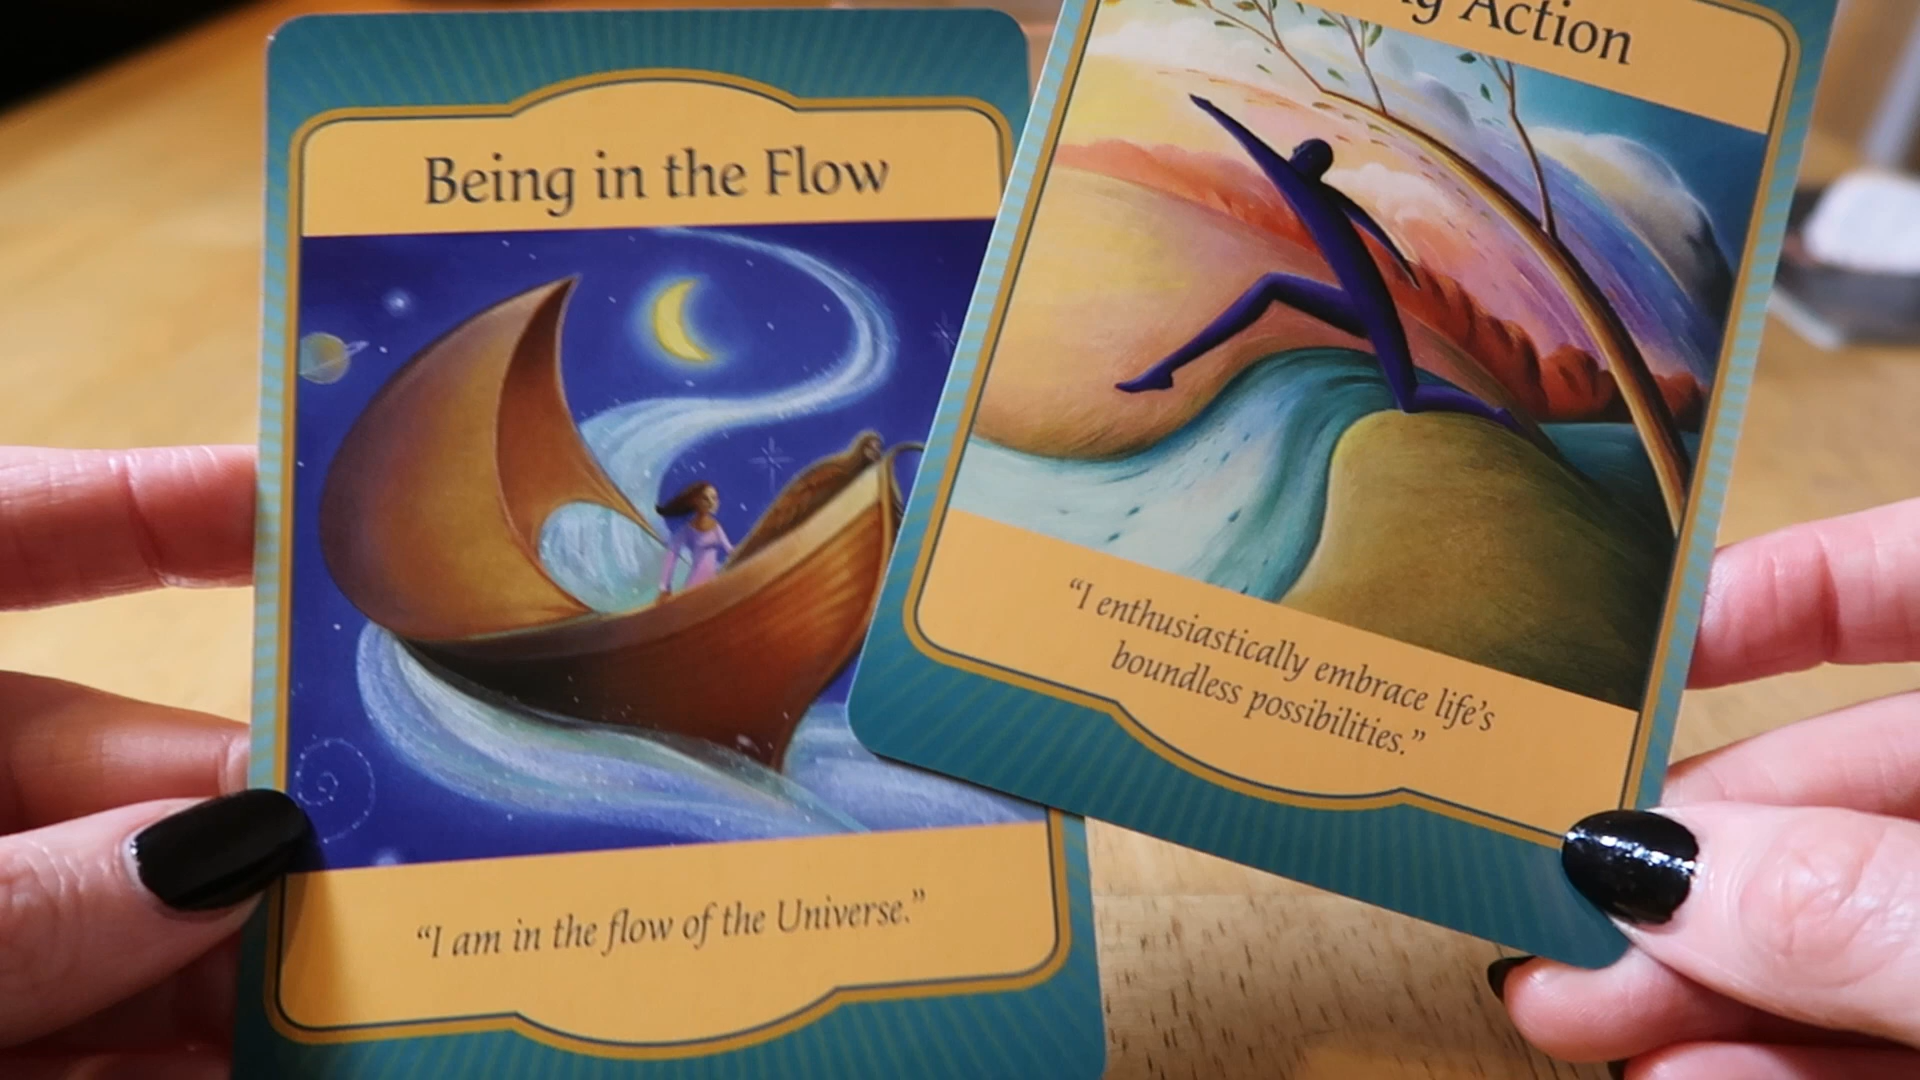 Being in the Flow
"I am in the flow of the Universe."
Action
"I enthusiastically embrace life's
boundless possibilities."